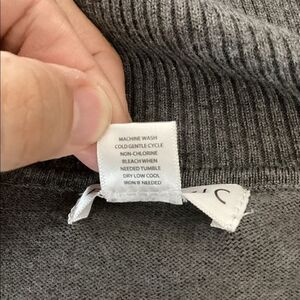 MACHINE WASH
COLD GENTLE CYCLE
NON-CHLORINE
BLEACH WHEN
NEEDED TUMBLE
DRY LOW COOL
IRON IF NEEDED